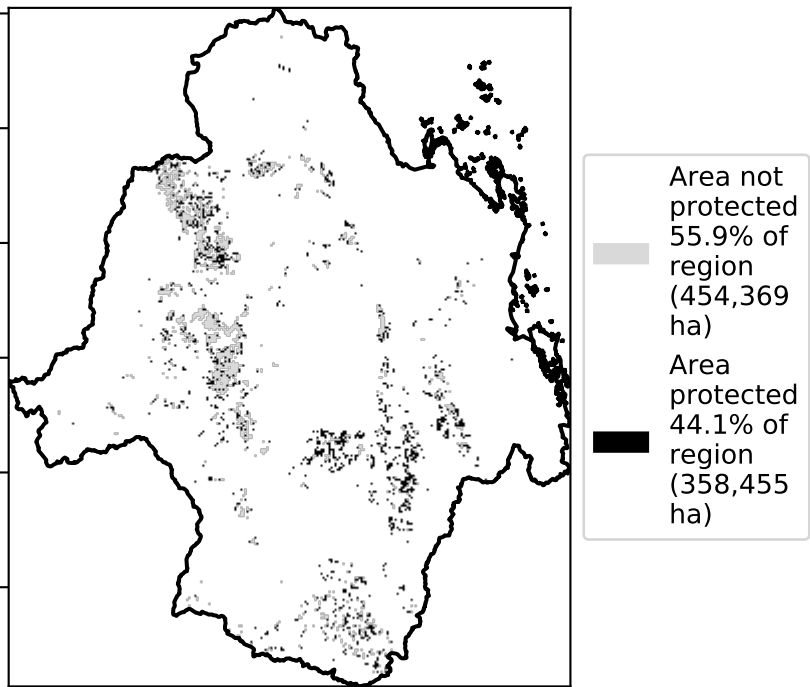 Area not
protected
55.9% of
region
(454,369
ha)
Area
protected
44.1% of
region
(358,455
ha)